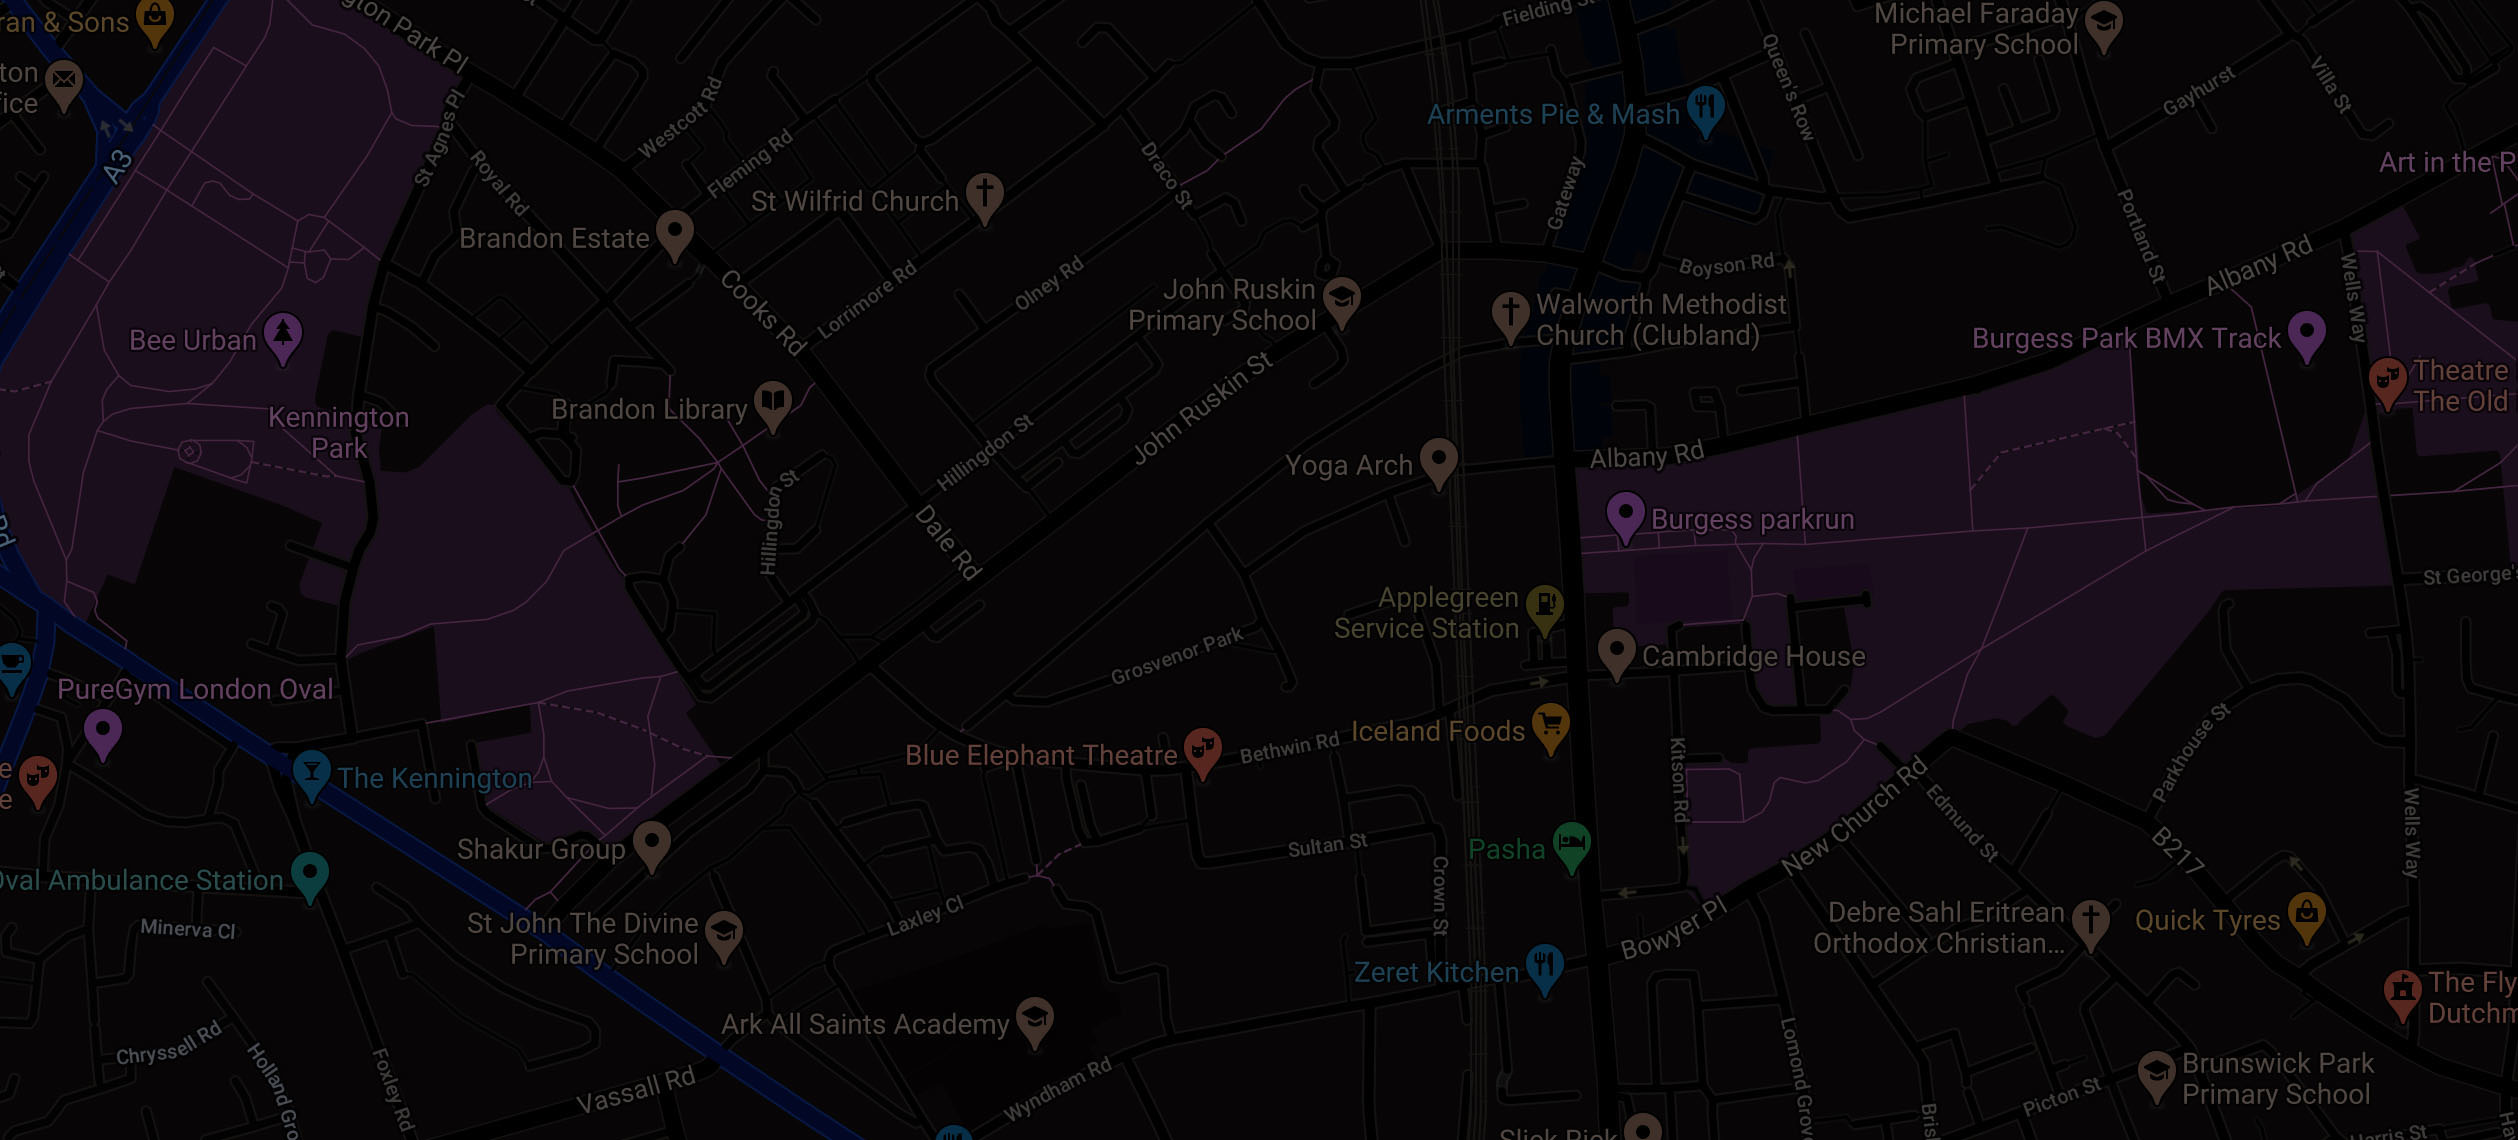 ran & Sons
gton Park Pl
Fielding St
Michael Faraday
Primary School
ton
fice
Westcott Rd
Queen's Row
Villa St
Gayhurst
Arments Pie & Mash
A3
St Agnes Pl
Royal Rd
Fleming Rd
Draco St
Gateway
Art in the P
St Wilfrid Church
Portland St
Brandon Estate
Boyson Rd
Albany Rd
Cooks Rd
Lorrimore Rd
Olney Rd
John Ruskin
Primary School
Walworth Methodist
Church (Clubland)
Wells Way
Bee Urban
Burgess Park BMX Track
Theatre
The Old
Brandon Library
Kennington
Park
John Ruskin St
Hillingdon St
Yoga Arch
Albany Rd
Hillingdon St
Burgess parkrun
Rd
Dale Rd
St George's
Applegreen
Service Station
Grosvenor Park
Cambridge House
PureGym London Oval
Iceland Foods
Blue Elephant Theatre
Bethwin Rd
Kitson Rd
Parkhouse St
e
e
The Kennington
New Church Rd
Edmund St
Wells Way
Shakur Group
Sultan St
Pasha
B217
Oval Ambulance Station
Crown St
Laxley Cl
Bowyer Pl
Minerva Cl
St John The Divine
Primary School
Debre Sahl Eritrean
Orthodox Christian...
Quick Tyres
Zeret Kitchen
The Fly
Dutchm
Ark All Saints Academy
Chryssell Rd
Holland Gro
Foxley Rd
Vassall Rd
Wyndham Rd
Lomond Grov
Brunswick Park
Primary School
Picton St
Bris
Slick Rick
arris St